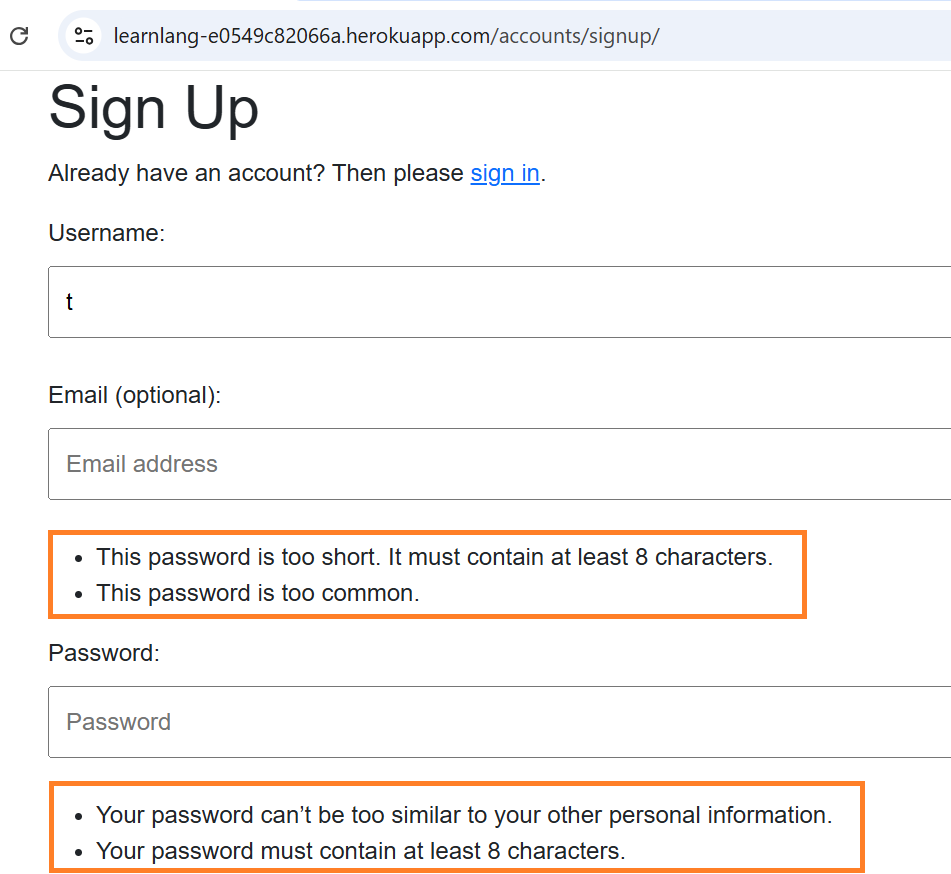 learnlang-e0549c82066a.herokuapp.com/accounts/signup/
Sign Up
Already have an account? Then please sign in.
Username:
t
Email (optional):
Email address
• This password is too short. It must contain at least 8 characters.
• This password is too common.
Password:
Password
• Your password can’t be too similar to your other personal information.
• Your password must contain at least 8 characters.